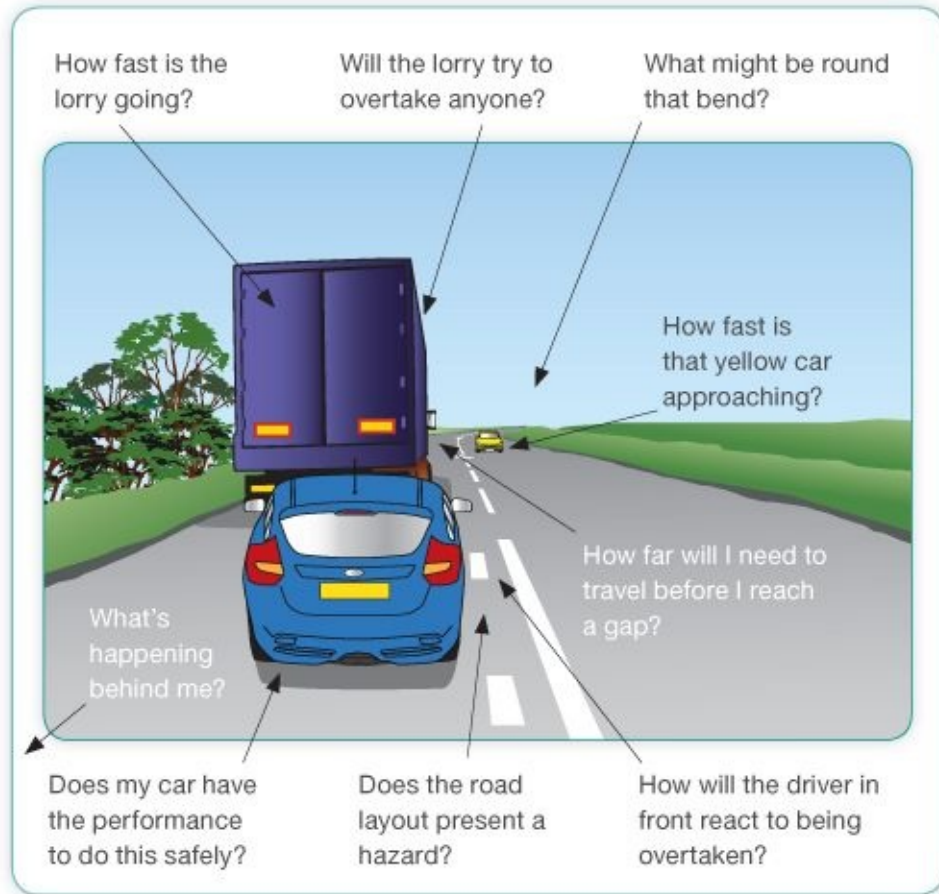 How fast is the
lorry going?
Will the lorry try to
overtake anyone?
What might be round
that bend?
How fast is
that yellow car
approaching?
How far will I need to
travel before I reach
a gap?
What's
happening
behind me?
Does my car have
the performance
to do this safely?
Does the road
layout present a
hazard?
How will the driver in
front react to being
overtaken?